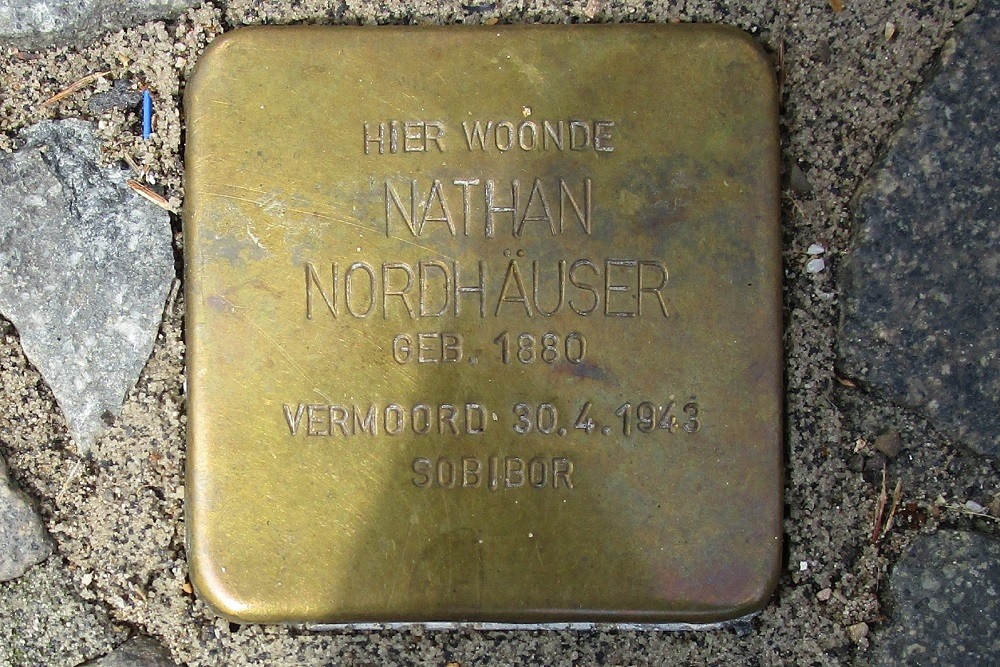 HIER WOONDE
NATHAN
NORDHÄUSER
GEB. 1880
VERMOORD 30.4.1943
SOBIBOR